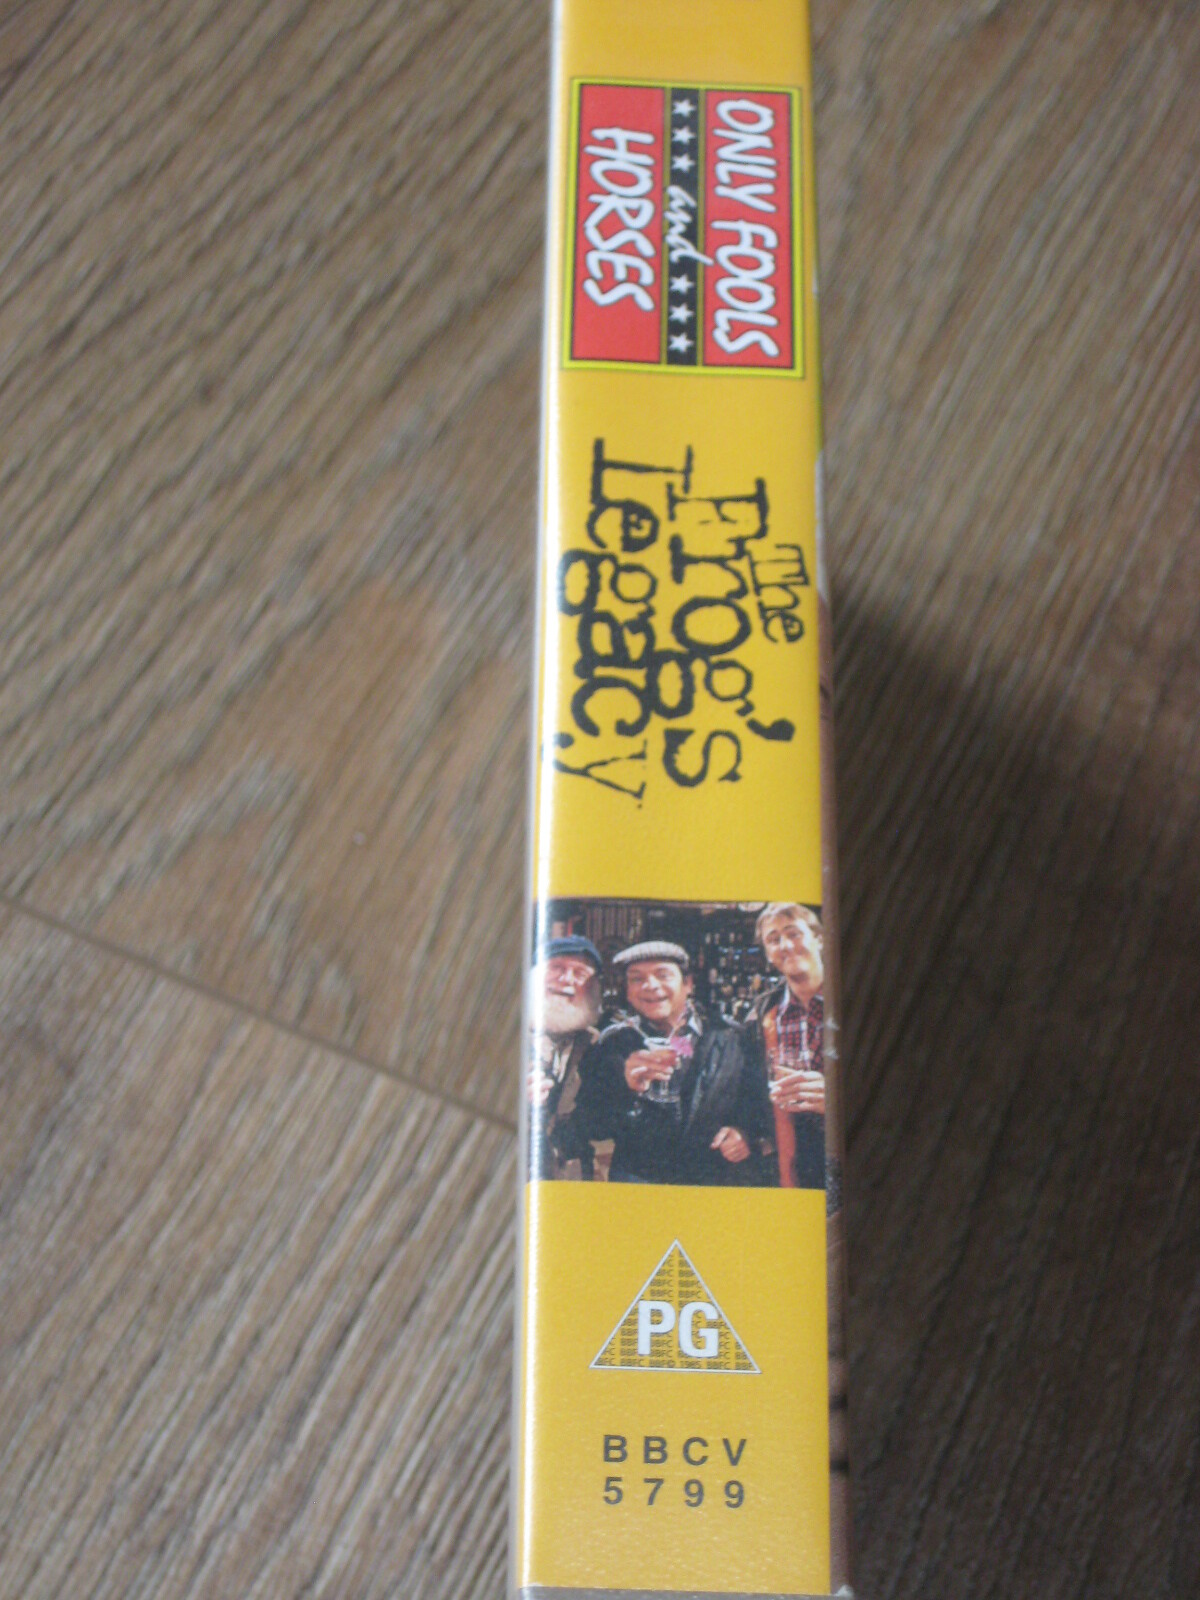 ONLY FOOLS
and
HORSES
The
Frog's
Legacy
PG
BBCV
5799